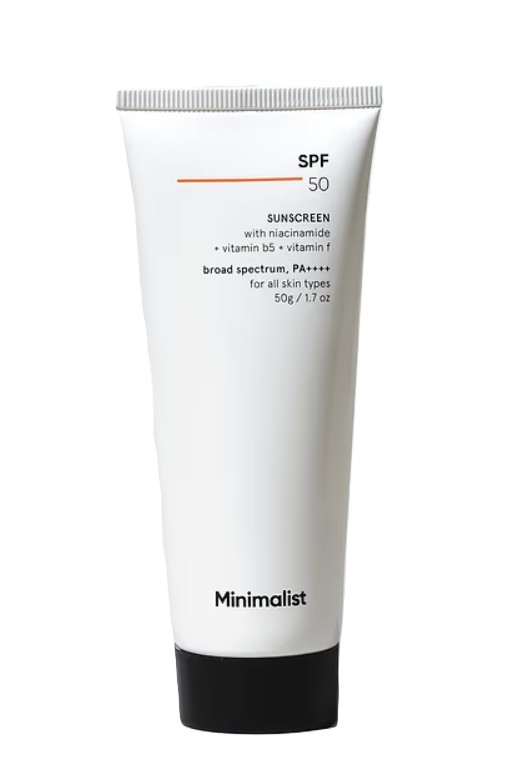 SPF
50
SUNSCREEN
with niacinamide
+ vitamin b5 + vitamin f
broad spectrum, PA++++
for all skin types
50g / 1.7 oz
Minimalist